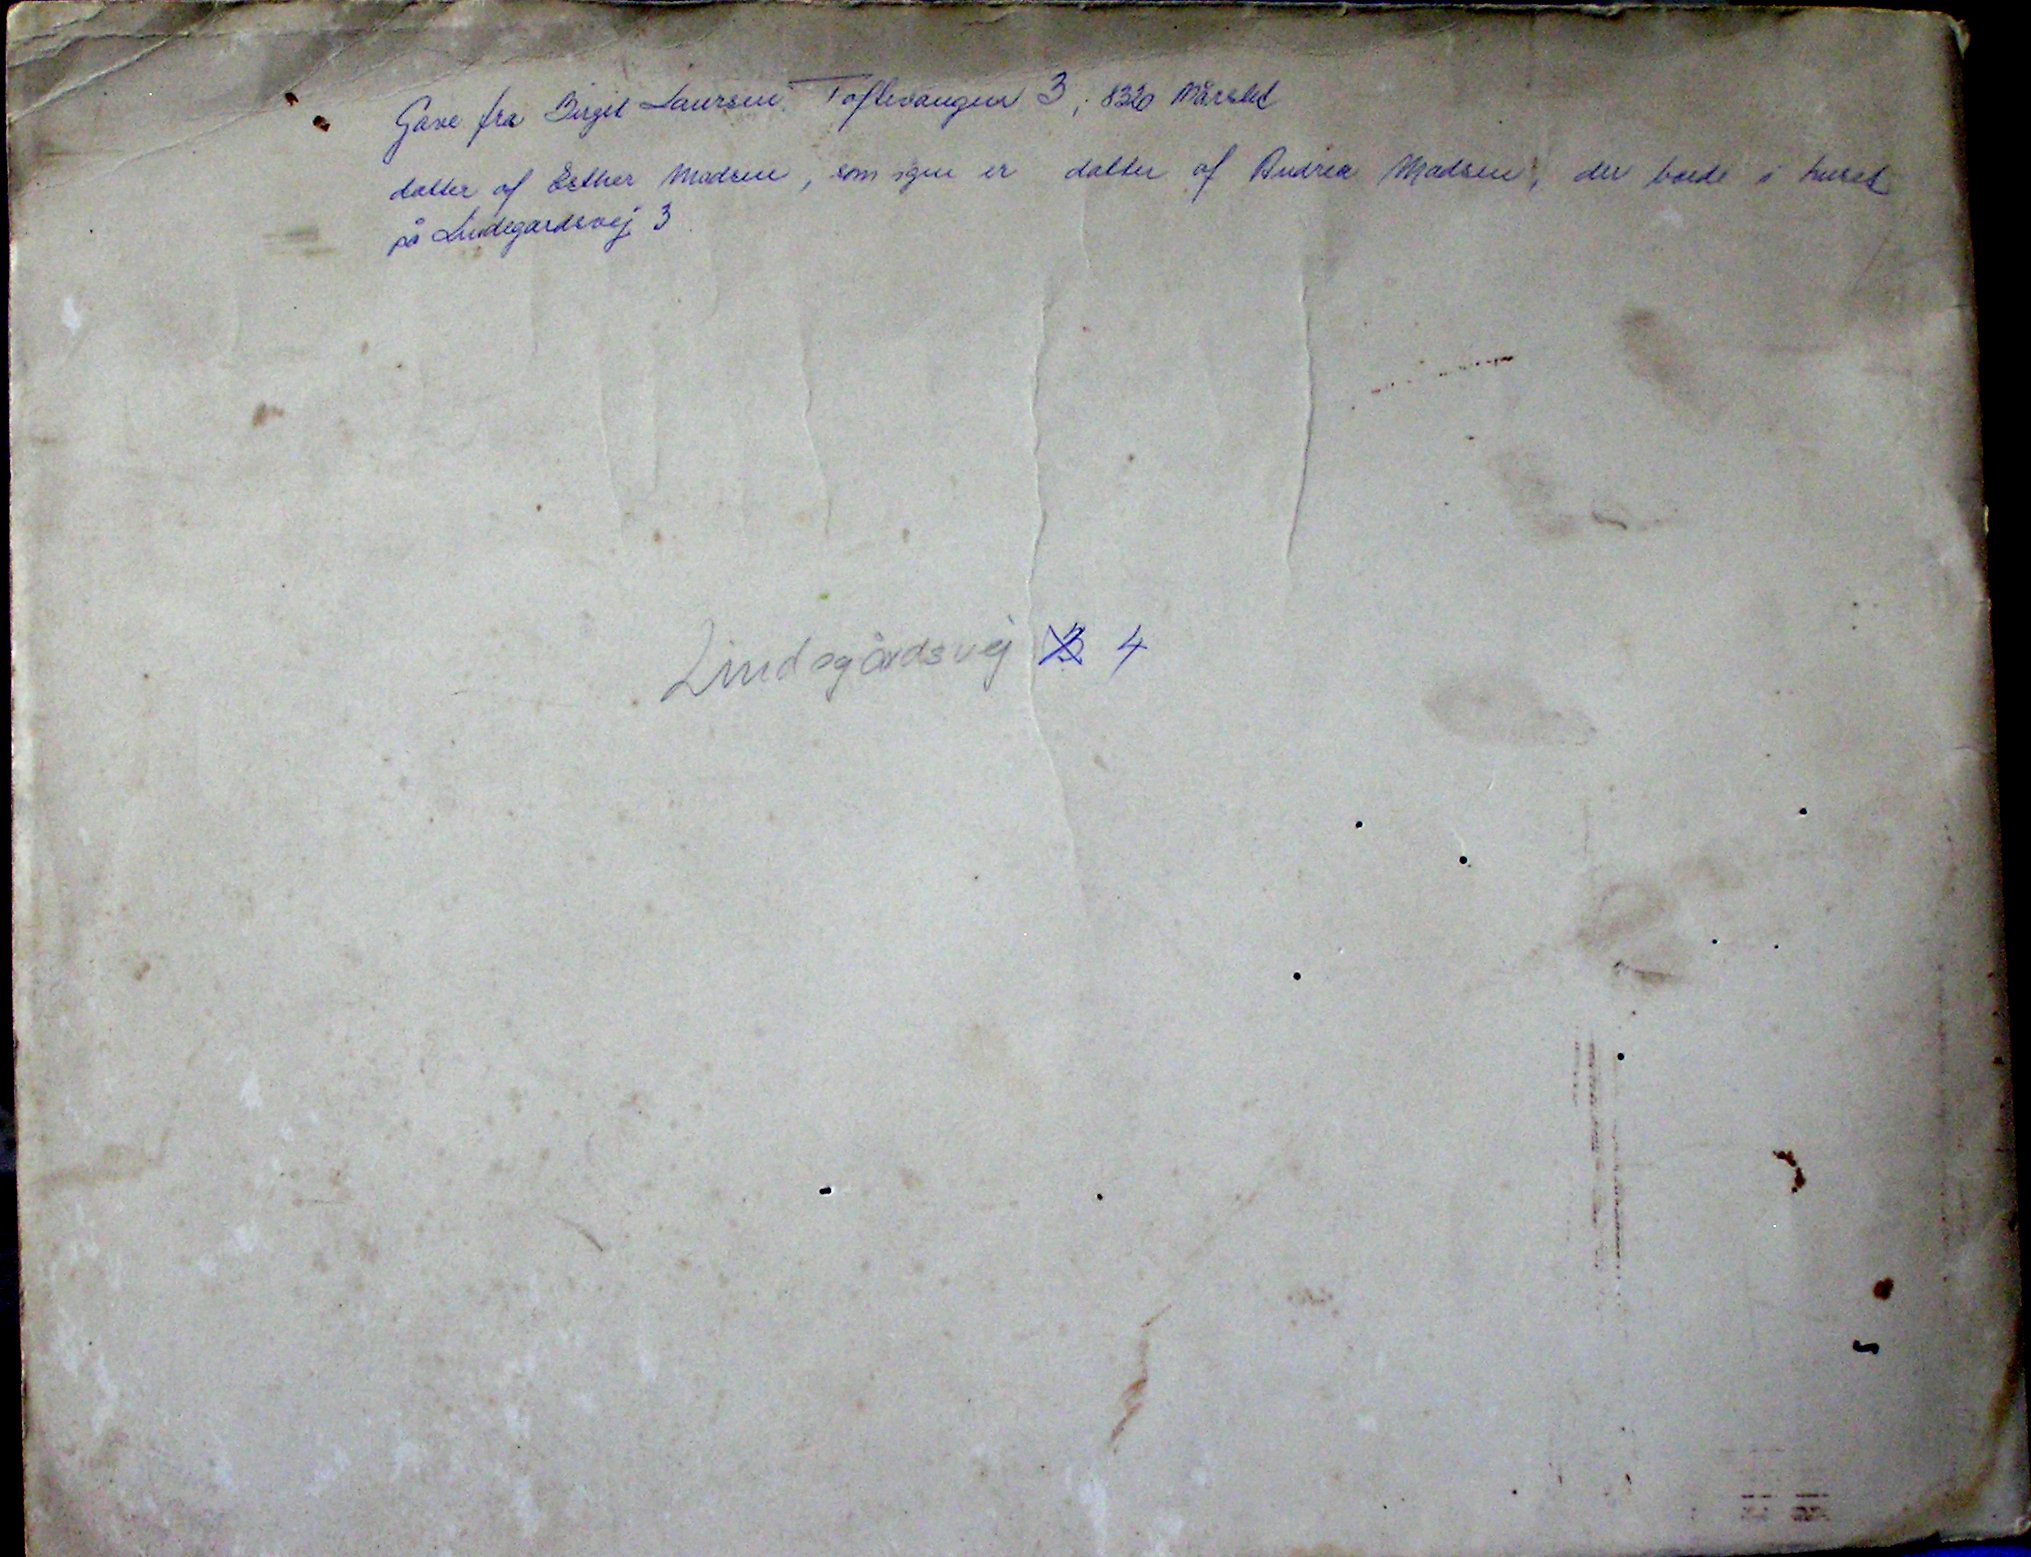 Gave fra Birgit Laursen, Toftevangen 3, 8320 Mårslet
datter af Esther Madsen, som igen er datter af Andrea Madsen, der boede i huset
på Lindegårdsvej 3
Lindegårdsvej 3 4